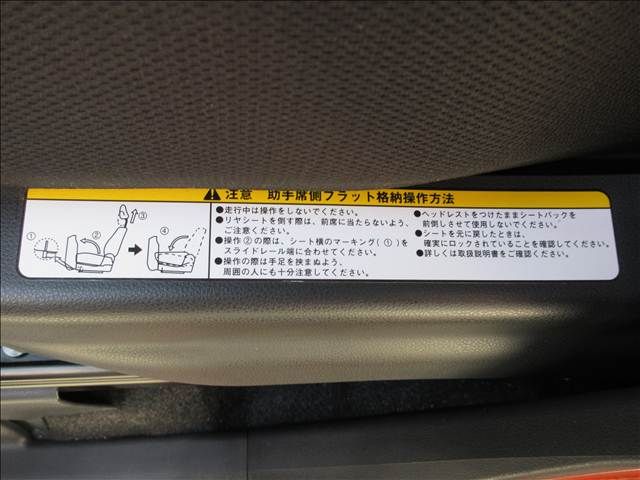 注意 助手席側フラット格納操作方法
①
②
③
④
●走行中は操作をしないでください。
●リヤシートを倒す際は、前席に当たらないよう、
ご注意ください。
●操作②の際は、シート横のマーキング(①)を
スライドレール端に合わせてください。
●操作の際は手足を挟まぬよう、
周囲の人にも十分注意してください。
●ヘッドレストをつけたままシートバックを
前倒しさせて使用しないでください。
●シートを元に戻したときは、
確実にロックされていることを確認してください。
●詳しくは取扱説明書をご確認ください。